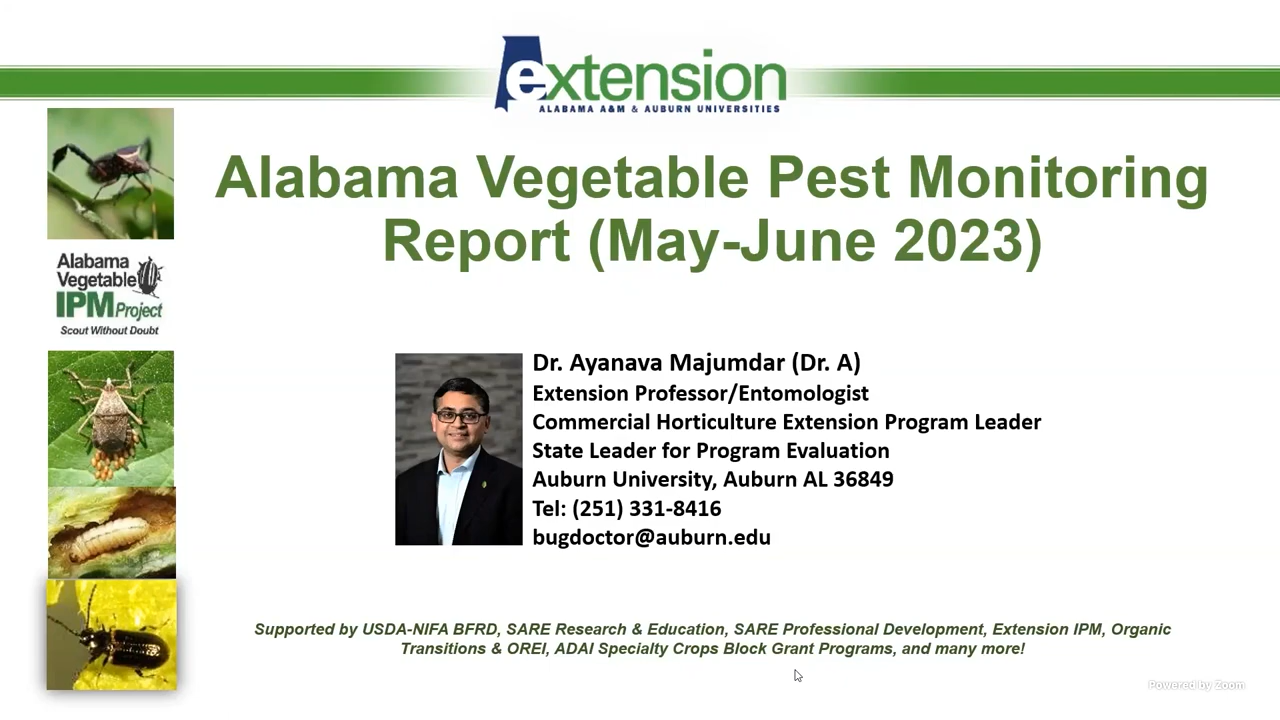 extension
ALABAMA A&M & AUBURN UNIVERSITIES
Alabama Vegetable Pest Monitoring
Report (May-June 2023)
Alabama
Vegetable
IPM Project
Scout Without Doubt
Dr. Ayanava Majumdar (Dr. A)
Extension Professor/Entomologist
Commercial Horticulture Extension Program Leader
State Leader for Program Evaluation
Auburn University, Auburn AL 36849
Tel: (251) 331-8416
bugdoctor@auburn.edu
Supported by USDA-NIFA BFRD, SARE Research & Education, SARE Professional Development, Extension IPM, Organic
Transitions & OREI, ADAI Specialty Crops Block Grant Programs, and many more!
Powered by Zoom